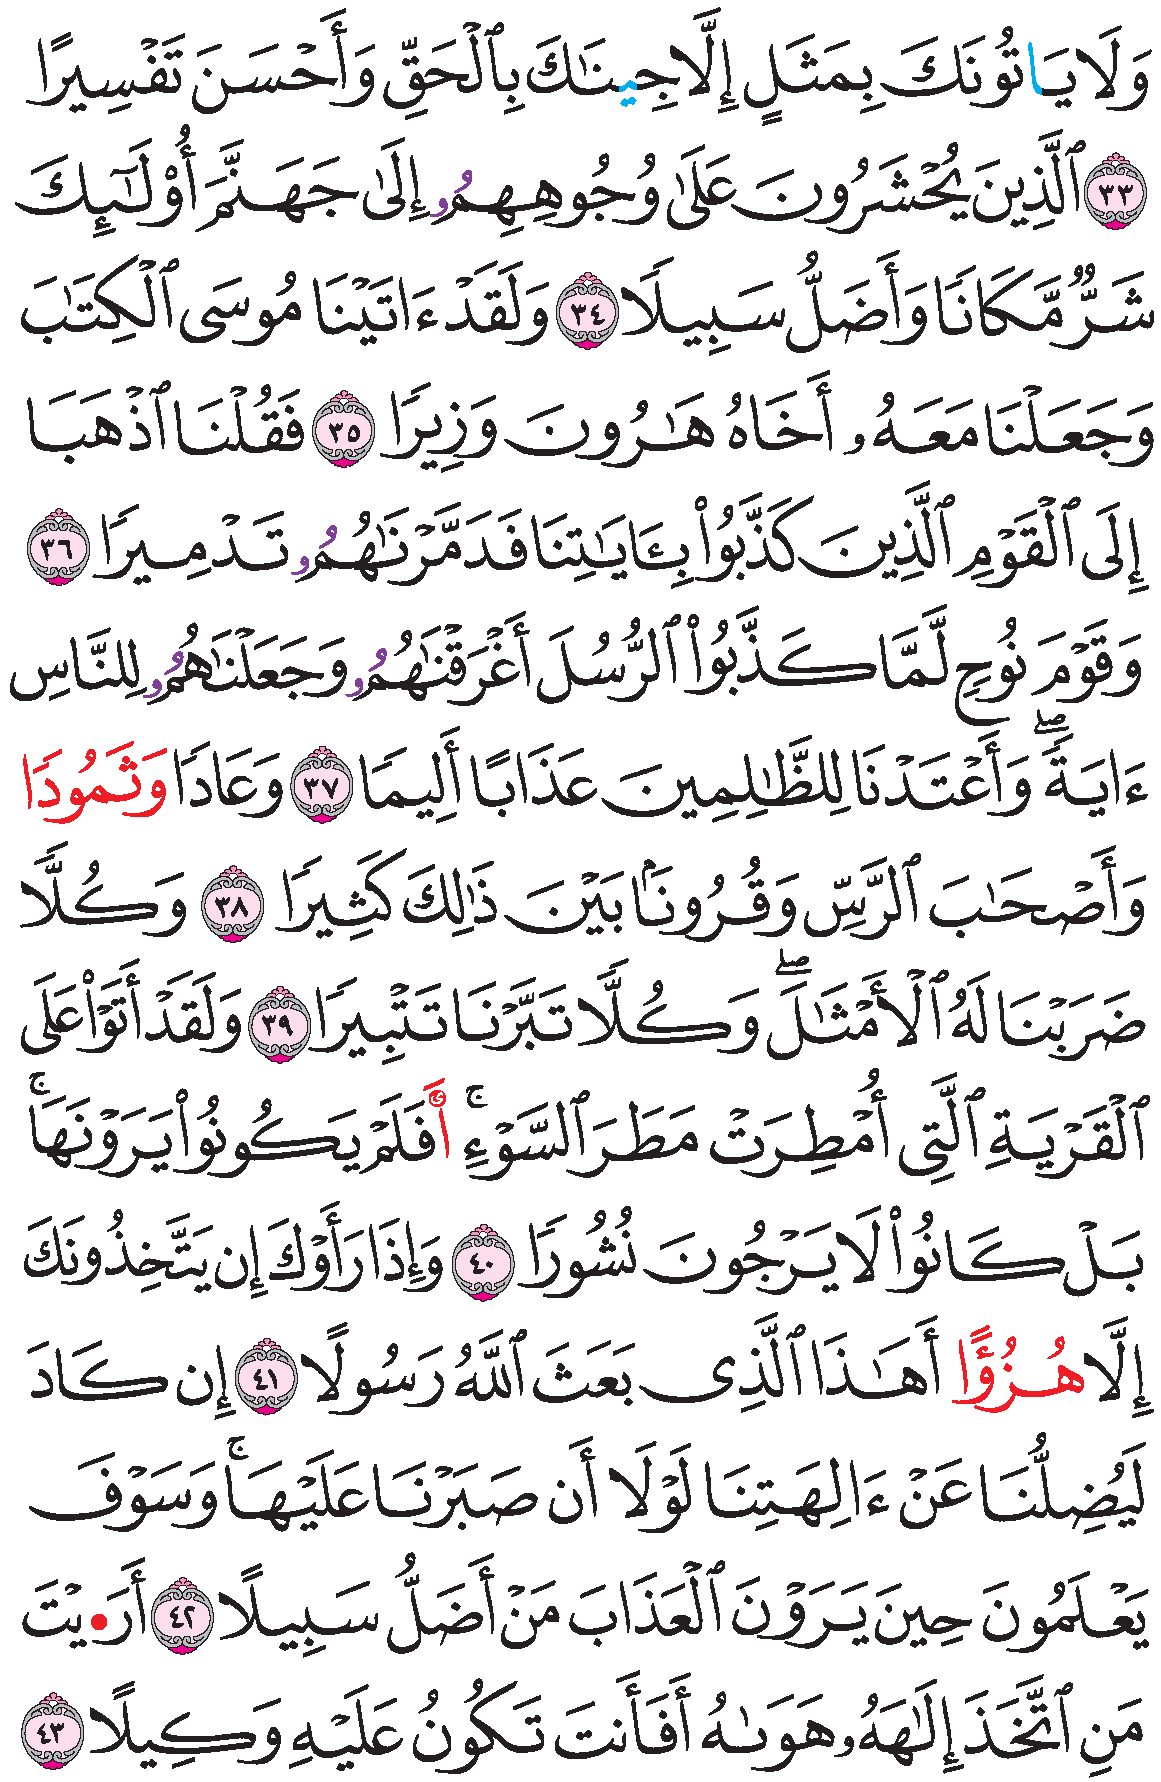 وَلَا يَاتُونَكَ بِمَثَلٍ إِلَّا جِينَٰكَ بِٱلْحَقِّ وَأَحْسَنَ تَفْسِيرًا
٣٣ ٱلَّذِينَ يُحْشَرُونَ عَلَىٰ وُجُوهِهِمُۥ إِلَىٰ جَهَنَّمَ أُوْلَٰٓئِكَ
شَرٌّ مَّكَانًا وَأَضَلُّ سَبِيلًا ٣٤ وَلَقَدْ ءَاتَيْنَا مُوسَى ٱلْكِتَٰبَ
وَجَعَلْنَا مَعَهُۥ أَخَاهُ هَٰرُونَ وَزِيرًا ٣٥ فَقُلْنَا ٱذْهَبَا
إِلَى ٱلْقَوْمِ ٱلَّذِينَ كَذَّبُواْ بِـَٔايَٰتِنَا فَدَمَّرْنَٰهُمُۥ تَدْمِيرًا ٣٦
وَقَوْمَ نُوحٍ لَّمَّا كَذَّبُواْ ٱلرُّسُلَ أَغْرَقْنَٰهُمُۥ وَجَعَلْنَٰهُمُۥ لِلنَّاسِ
ءَايَةً ۖ وَأَعْتَدْنَا لِلظَّٰلِمِينَ عَذَابًا أَلِيمًا ٣٧ وَعَادًا وَثَمُودًا
وَأَصْحَٰبَ ٱلرَّسِّ وَقُرُونَۢا بَيْنَ ذَٰلِكَ كَثِيرًا ٣٨ وَكُلًّا
ضَرَبْنَا لَهُ ٱلْأَمْثَٰلَ ۖ وَكُلًّا تَبَّرْنَا تَتْبِيرًا ٣٩ وَلَقَدْ أَتَوْاْ عَلَى
ٱلْقَرْيَةِ ٱلَّتِى أُمْطِرَتْ مَطَرَ ٱلسَّوْءِ ۚ أَفَلَمْ يَكُونُواْ يَرَوْنَهَا ۚ
بَلْ كَانُواْ لَا يَرْجُونَ نُشُورًا ٤٠ وَإِذَا رَأَوْكَ إِن يَتَّخِذُونَكَ
إِلَّا هُزُؤًا أَهَٰذَا ٱلَّذِى بَعَثَ ٱللَّهُ رَسُولًا ٤١ إِن كَادَ
لَيُضِلُّنَا عَنْ ءَالِهَتِنَا لَوْلَا أَن صَبَرْنَا عَلَيْهَا ۚ وَسَوْفَ
يَعْلَمُونَ حِينَ يَرَوْنَ ٱلْعَذَابَ مَنْ أَضَلُّ سَبِيلًا ٤٢ أَرَ•يْتَ
مَنِ ٱتَّخَذَ إِلَٰهَهُۥ هَوَىٰهُ أَفَأَنتَ تَكُونُ عَلَيْهِ وَكِيلًا ٤٣